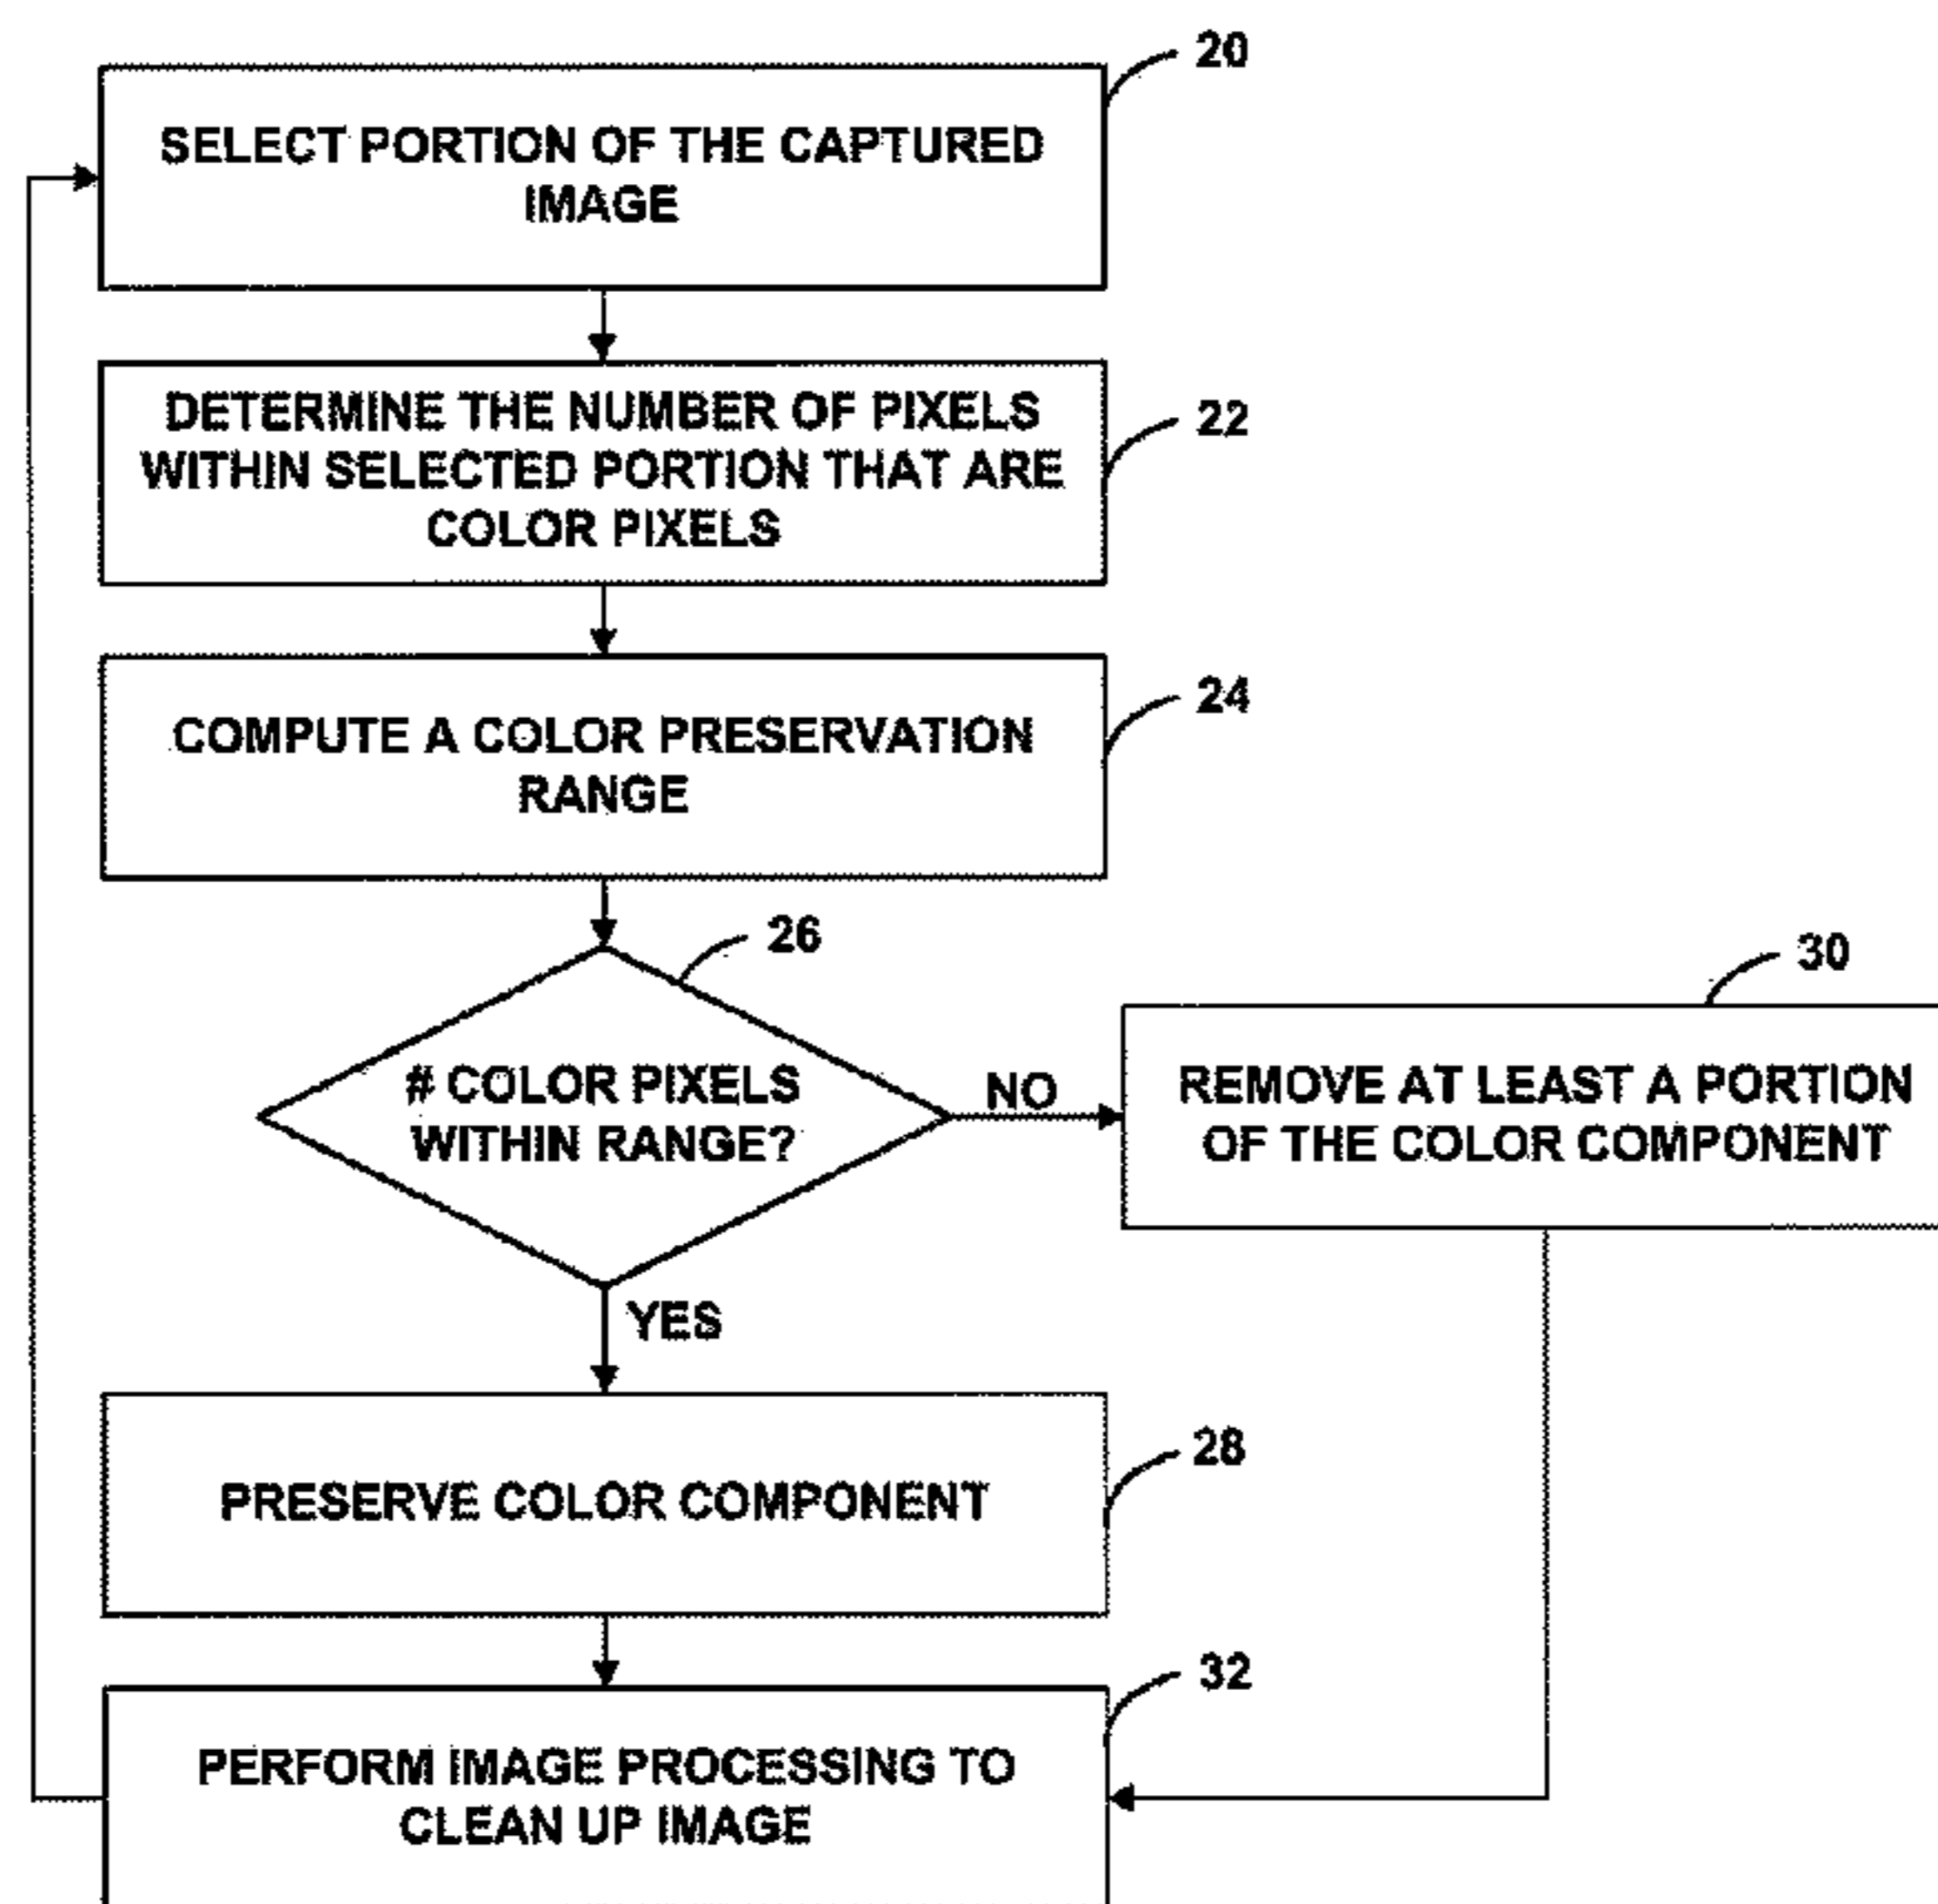 20
SELECT PORTION OF THE CAPTURED
IMAGE
DETERMINE THE NUMBER OF PIXELS
WITHIN SELECTED PORTION THAT ARE
COLOR PIXELS
22
COMPUTE A COLOR PRESERVATION
RANGE
24
26
# COLOR PIXELS
WITHIN RANGE?
NO
30
REMOVE AT LEAST A PORTION
OF THE COLOR COMPONENT
YES
PRESERVE COLOR COMPONENT
28
32
PERFORM IMAGE PROCESSING TO
CLEAN UP IMAGE